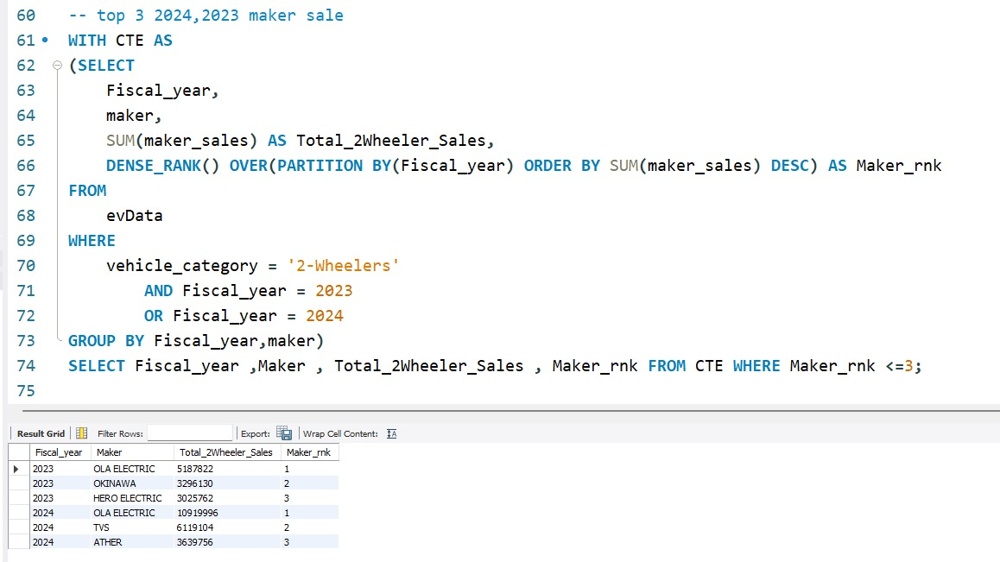 60 -- top 3 2024,2023 maker sale
61 WITH CTE AS
62 (SELECT
63 Fiscal_year,
64 maker,
65 SUM(maker_sales) AS Total_2Wheeler_Sales,
66 DENSE_RANK() OVER(PARTITION BY(Fiscal_year) ORDER BY SUM(maker_sales) DESC) AS Maker_rnk
67 FROM
68 evData
69 WHERE
70 vehicle_category = '2-Wheelers'
71 AND Fiscal_year = 2023
72 OR Fiscal_year = 2024
73 GROUP BY Fiscal_year,maker)
74 SELECT Fiscal_year ,Maker , Total_2Wheeler_Sales , Maker_rnk FROM CTE WHERE Maker_rnk <=3;
75
Result Grid Filter Rows: Export: Wrap Cell Content: IA
Fiscal_year Maker Total_2Wheeler_Sales Maker_rnk
2023 OLA ELECTRIC 5187822 1
2023 OKINAWA 3296130 2
2023 HERO ELECTRIC 3025762 3
2024 OLA ELECTRIC 10919996 1
2024 TVS 6119104 2
2024 ATHER 3639756 3